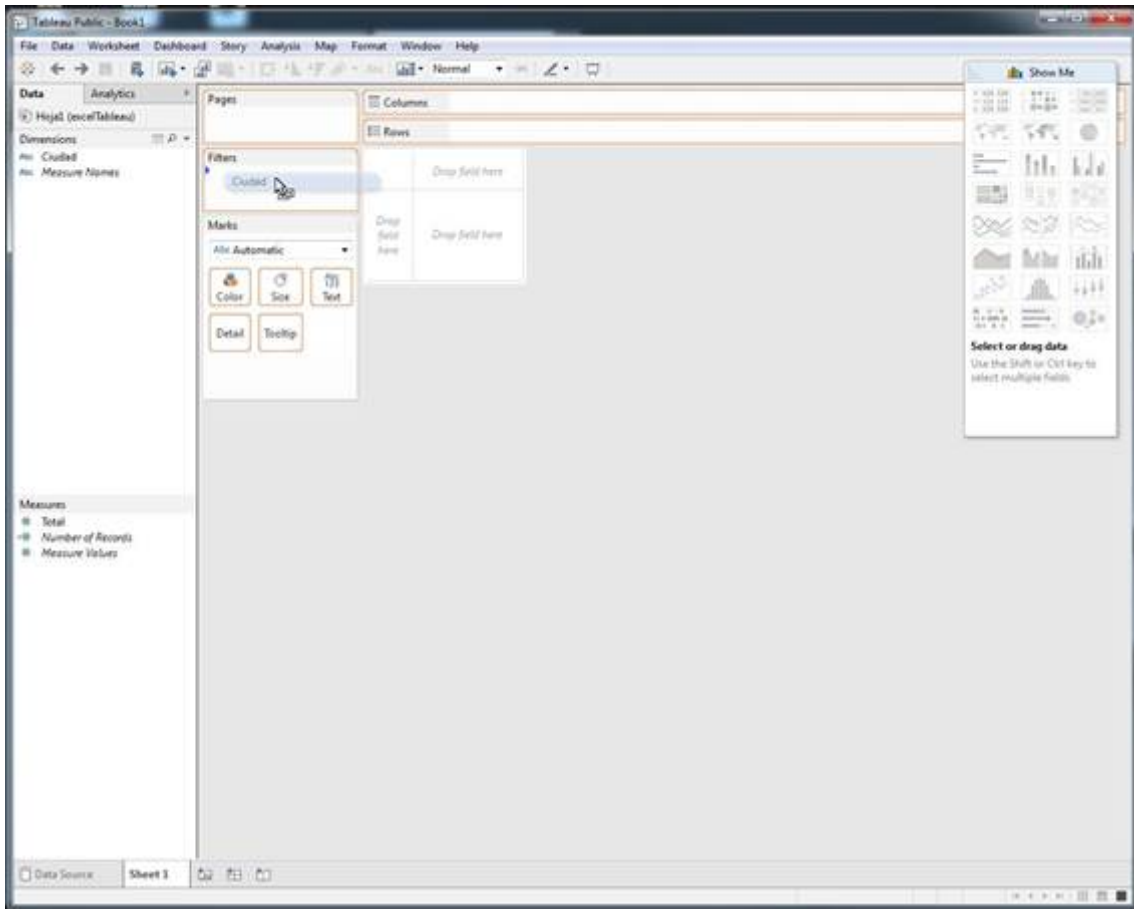 Tableau Public - Book1
File Data Worksheet Dashboard Story Analysis Map Format Window Help
Normal
Show Me
Data Analytics
Hoja1 (excelTableau)
Dimensions
Abc Ciudad
Abc Measure Names
Pages
Columns
Rows
Filters
Ciudad
Drop field here
Drop field here
Drop field here
Marks
Abc Automatic
Color Size Text
Detail Tooltip
Select or drag data
Use the Shift or Ctrl key to
select multiple fields
Measures
Total
Number of Records
Measure Values
Data Source Sheet 1